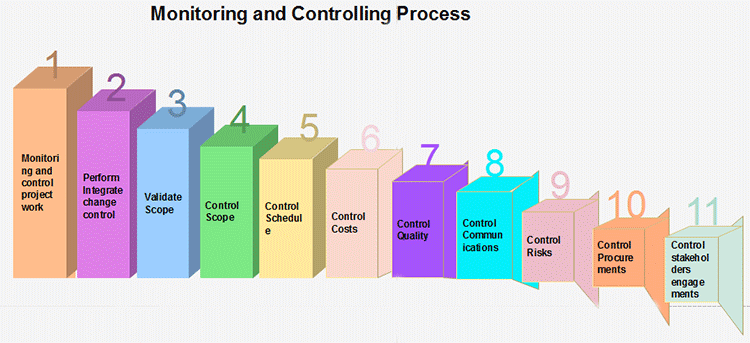 Monitoring and Controlling Process
1
Monitori
ng and
control
project
work
2
Perform
Integrate
change
control
3
Validate
Scope
4
Control
Scope
5
Control
Schedul
e
6
Control
Costs
7
Control
Quality
8
Control
Commun
ications
9
Control
Risks
10
Control
Procure
ments
11
Control
stakehol
ders
engage
ments